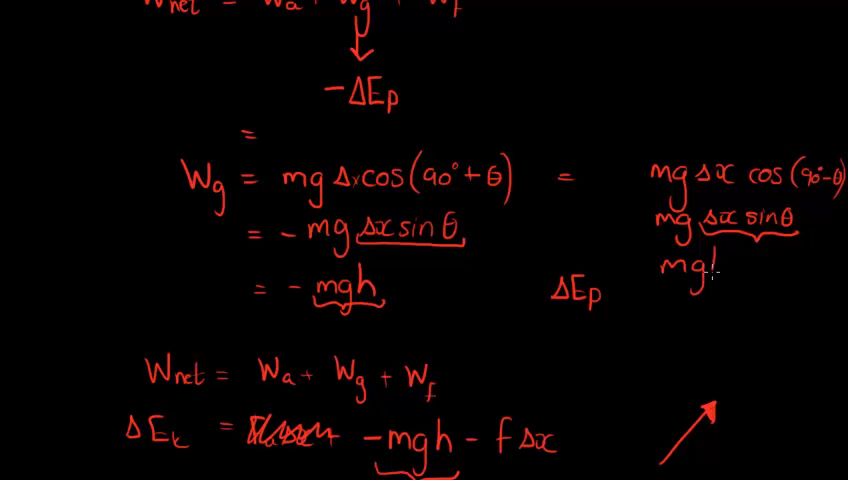 Wnet = Wa + Wg + Wf
-ΔEp
=
Wg = mg Δx cos(90° + θ) = mg Δx cos(90° - θ)
= - mg Δx sin θ mg Δx sin θ
= - mgh ΔEp mgh
Wnet = Wa + Wg + Wf
ΔEk = -mgh - f Δx